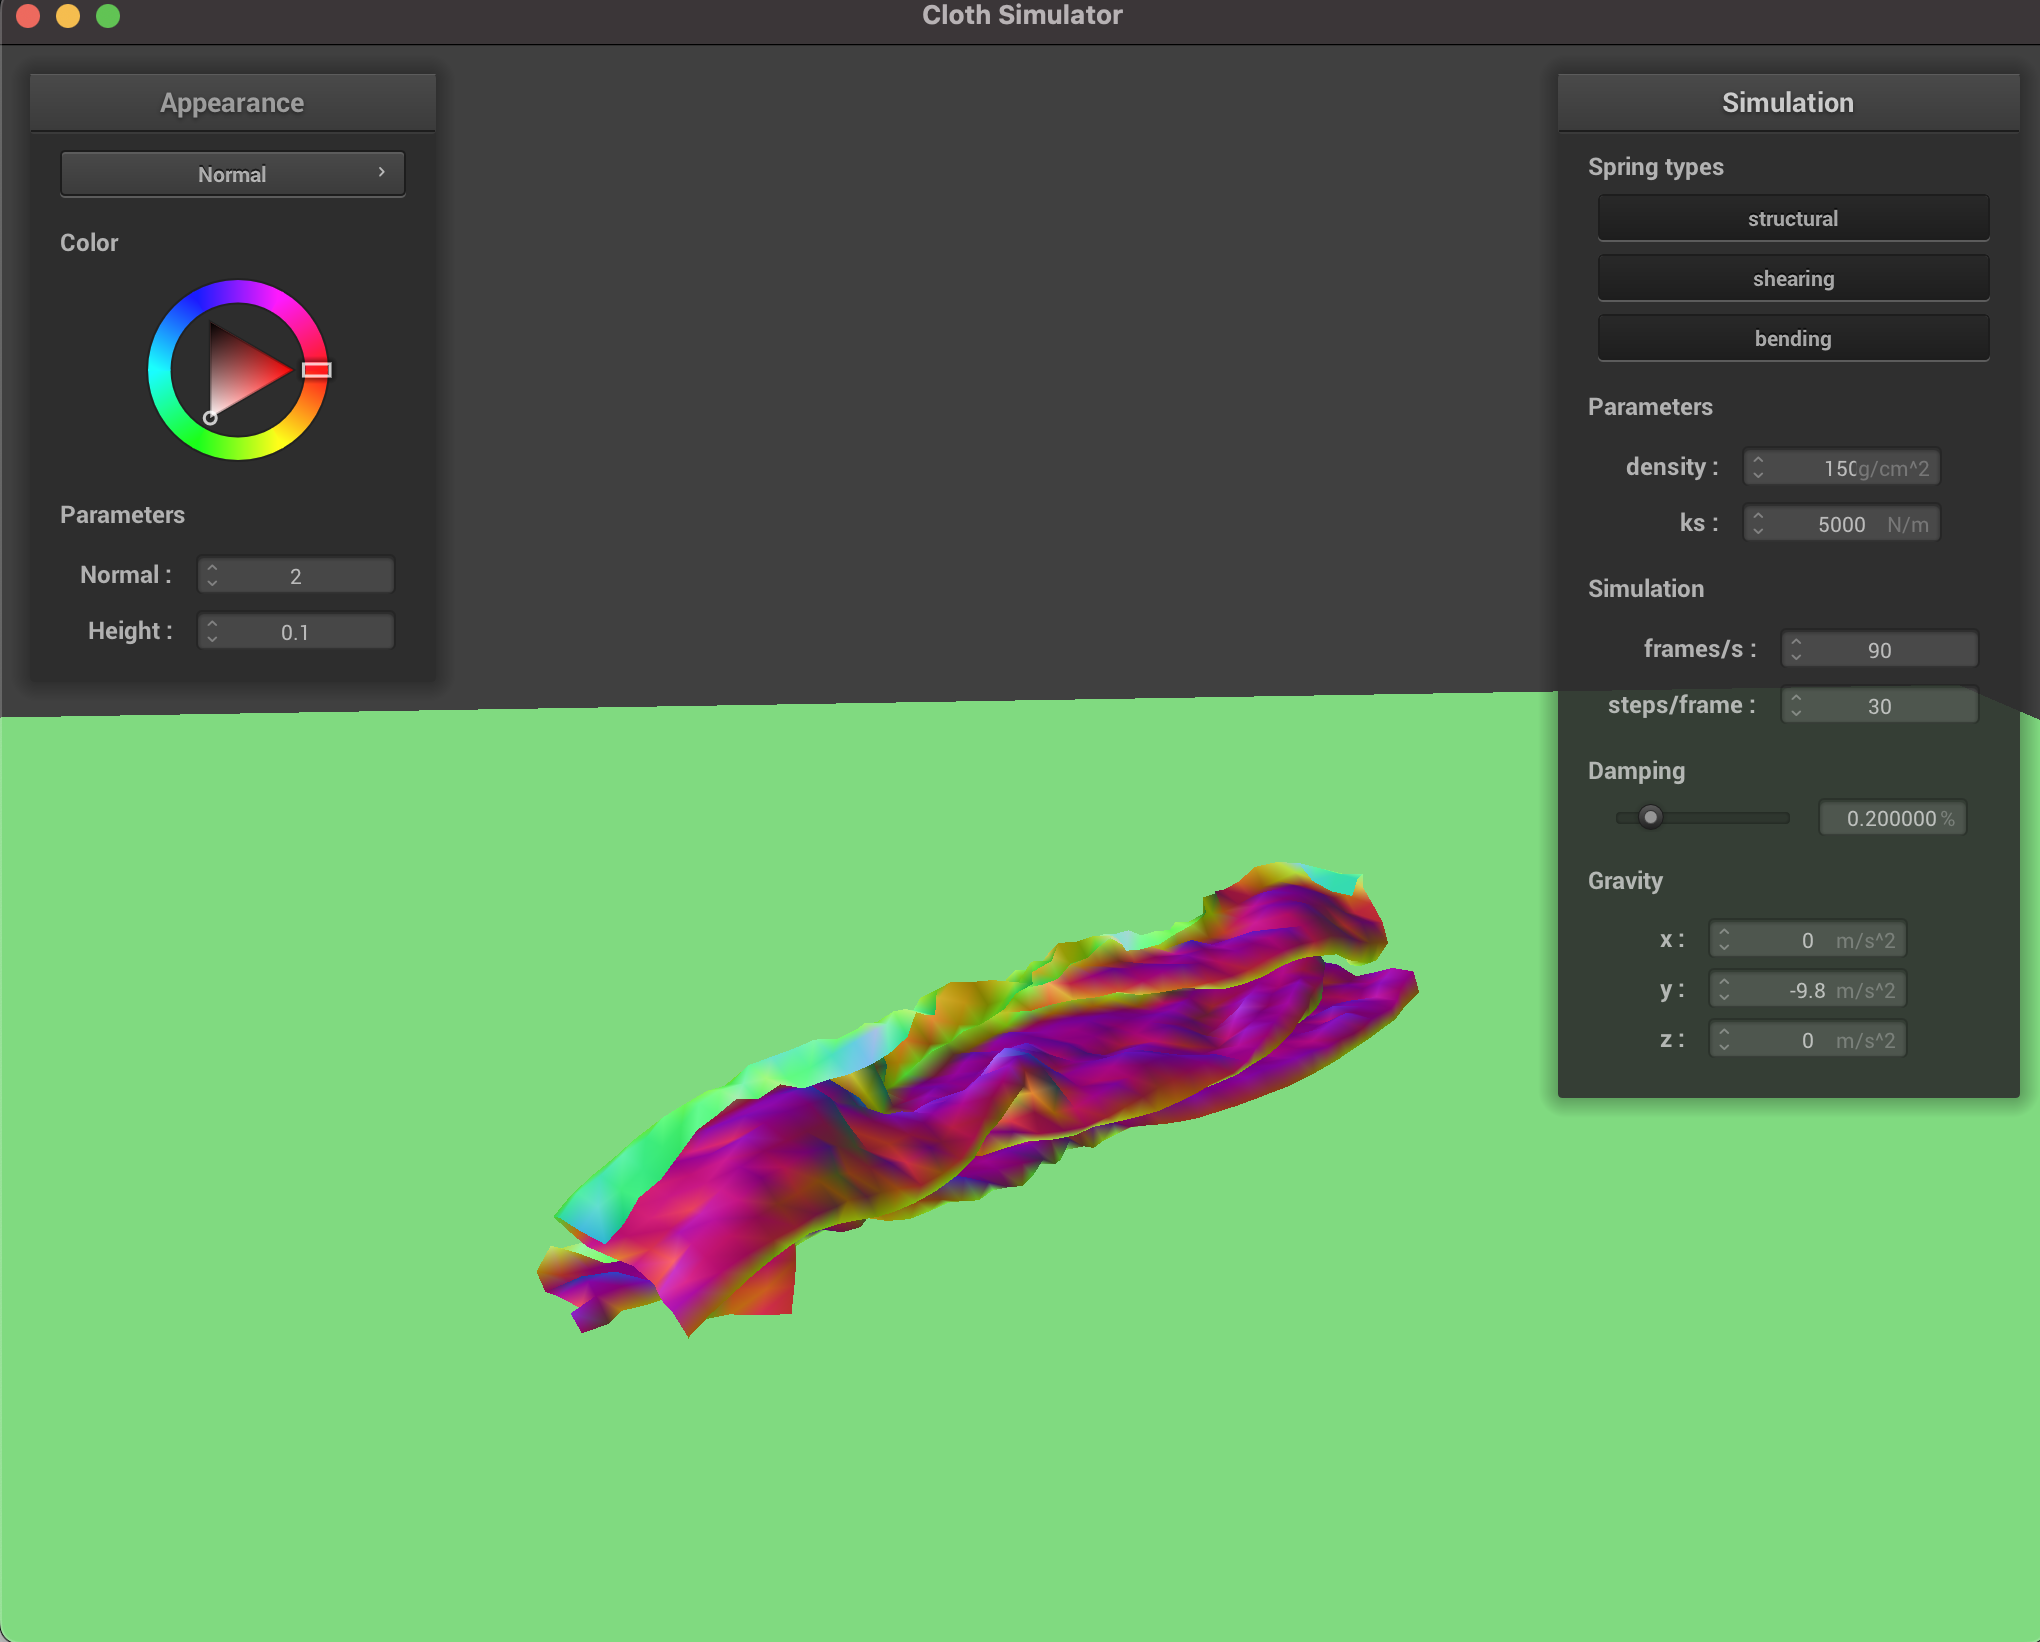 Cloth Simulator
Appearance
Normal
Color
Parameters
Normal : 2
Height : 0.1
Simulation
Spring types
structural
shearing
bending
Parameters
density : 150 g/cm^2
ks : 5000 N/m
Simulation
frames/s : 90
steps/frame : 30
Damping
0.200000 %
Gravity
x : 0 m/s^2
y : -9.8 m/s^2
z : 0 m/s^2